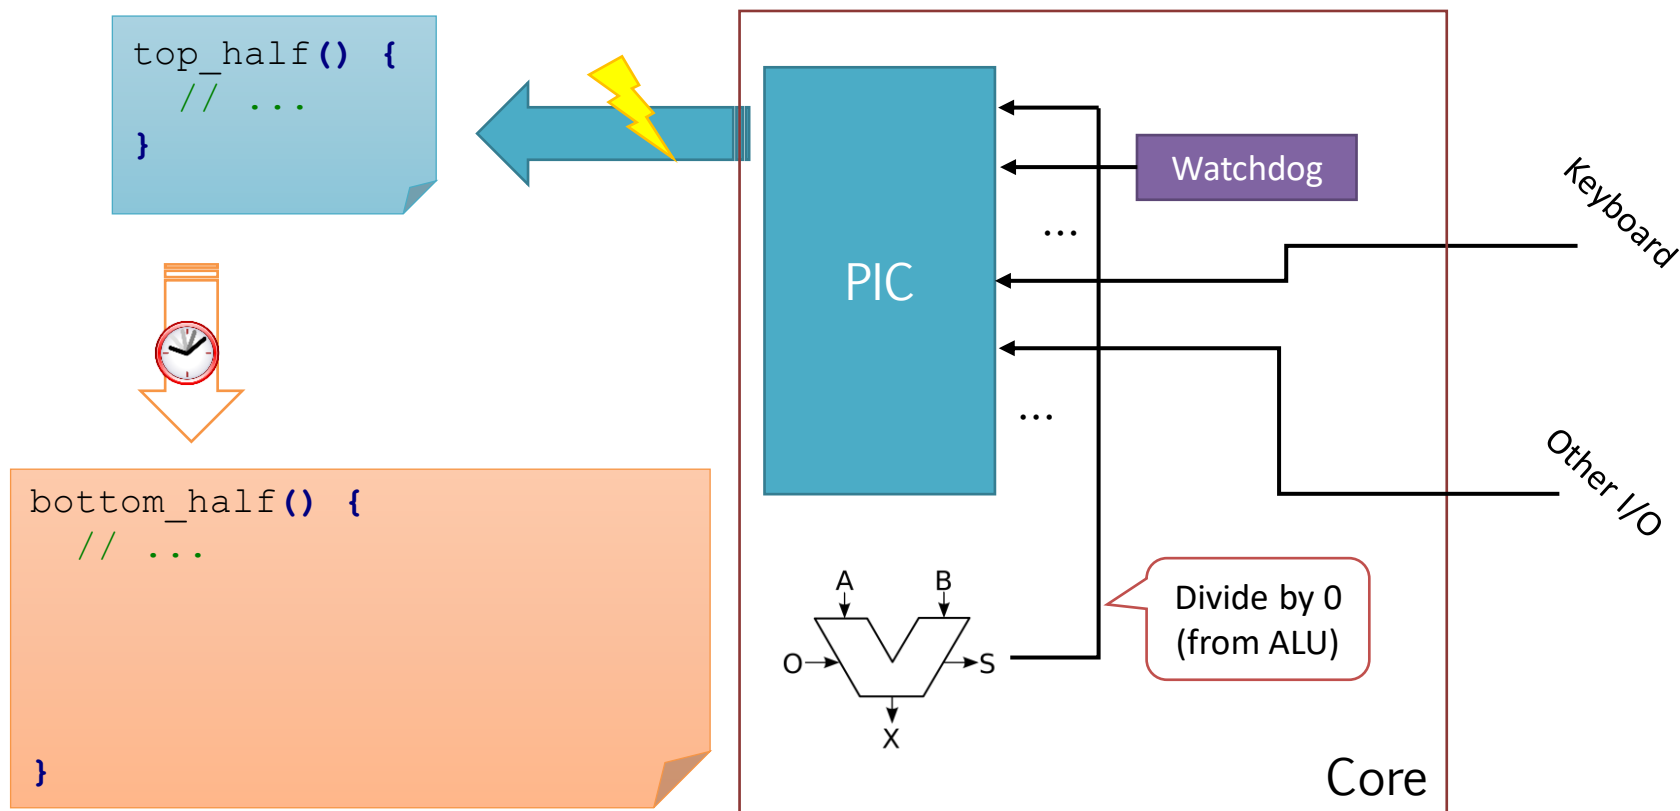 top_half() {
// ...
}
bottom_half() {
// ...
}
PIC
Watchdog
...
...
Keyboard
Other I/O
A
B
O
S
X
Divide by 0
(from ALU)
Core